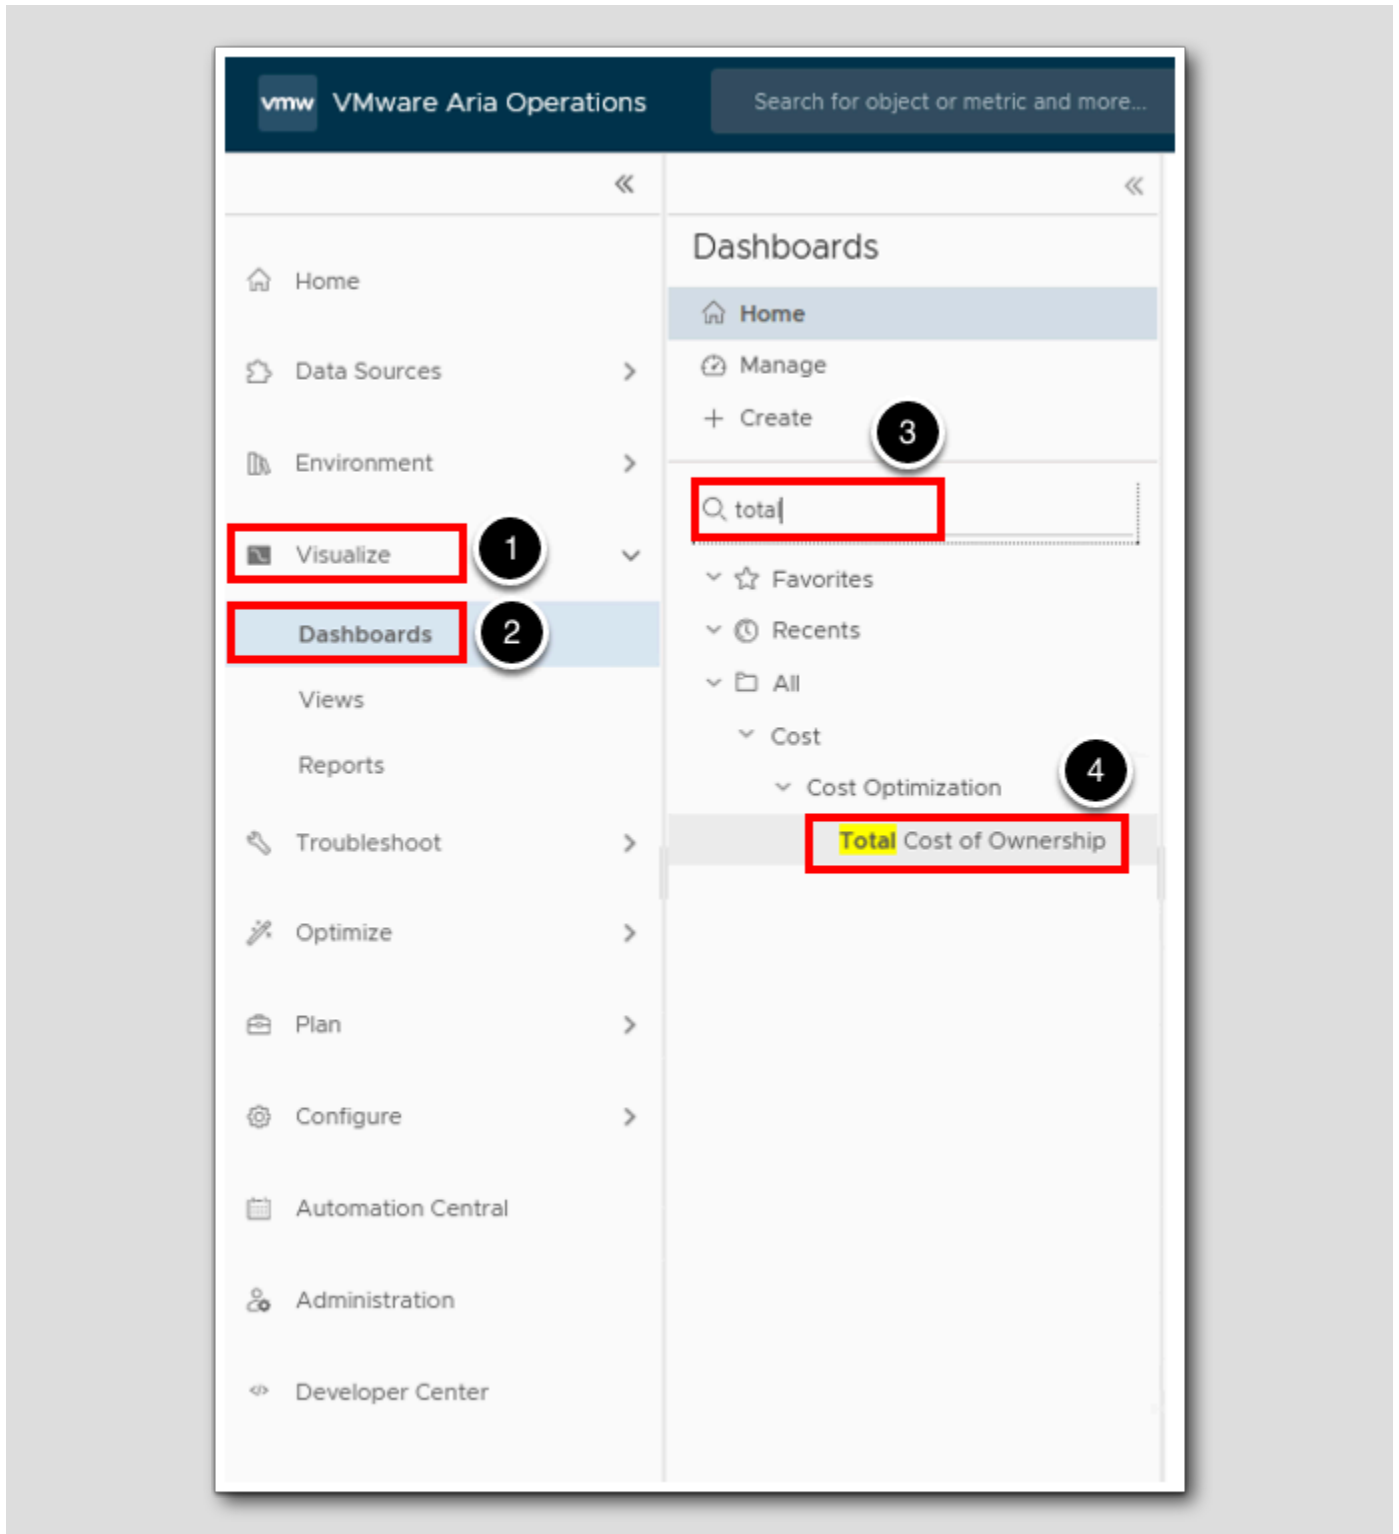 vmw VMware Aria Operations
Search for object or metric and more...
Home
Data Sources
Environment
Visualize
1
Dashboards
2
Views
Reports
Troubleshoot
Optimize
Plan
Configure
Automation Central
Administration
Developer Center
Dashboards
Home
Manage
Create
3
total
Favorites
Recents
All
Cost
Cost Optimization
4
Total Cost of Ownership